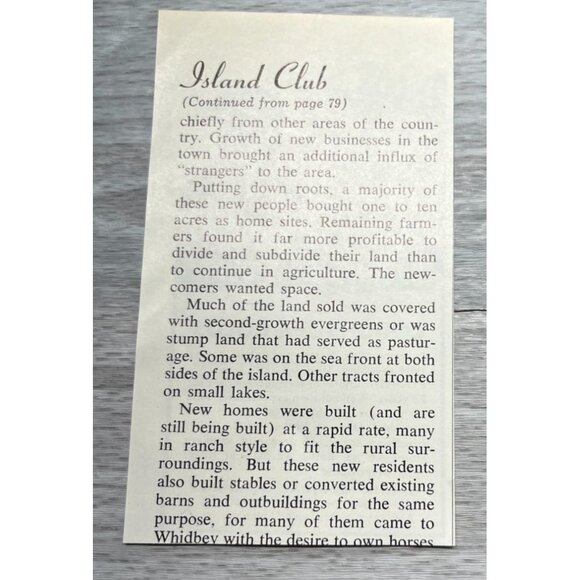 Island Club
(Continued from page 79)
chiefly from other areas of the coun-
try. Growth of new businesses in the
town brought an additional influx of
“strangers” to the area.
Putting down roots, a majority of
these new people bought one to ten
acres as home sites. Remaining farm-
ers found it far more profitable to
divide and subdivide their land than
to continue in agriculture. The new-
comers wanted space.
Much of the land sold was covered
with second-growth evergreens or was
stump land that had served as pastur-
age. Some was on the sea front at both
sides of the island. Other tracts fronted
on small lakes.
New homes were built (and are
still being built) at a rapid rate, many
in ranch style to fit the rural sur-
roundings. But these new residents
also built stables or converted existing
barns and outbuildings for the same
purpose, for many of them came to
Whidbey with the desire to own horses